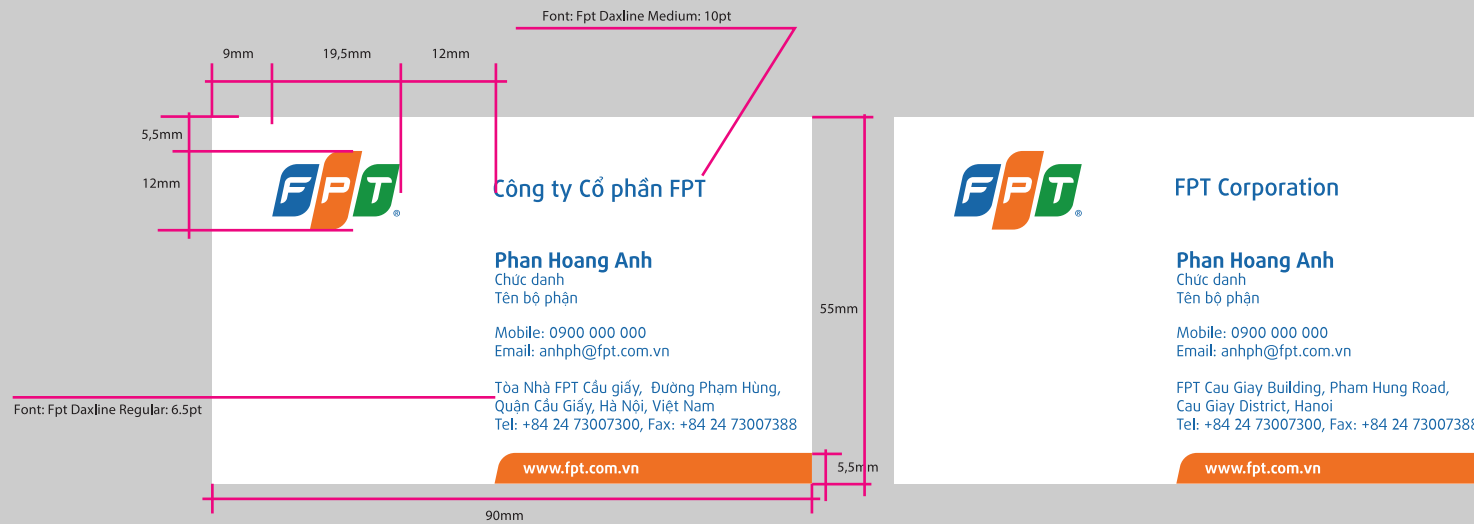 Font: Fpt Daxline Medium: 10pt
9mm
19,5mm
12mm
5,5mm
12mm
FPT
®
Công ty Cổ phần FPT
Phan Hoang Anh
Chức danh
Tên bộ phận
Mobile: 0900 000 000
Email: anhph@fpt.com.vn
Tòa Nhà FPT Cầu giấy, Đường Phạm Hùng,
Quận Cầu Giấy, Hà Nội, Việt Nam
Tel: +84 24 73007300, Fax: +84 24 73007388
www.fpt.com.vn
Font: Fpt Daxline Regular: 6.5pt
55mm
5,5mm
90mm
FPT
®
FPT Corporation
Phan Hoang Anh
Chức danh
Tên bộ phận
Mobile: 0900 000 000
Email: anhph@fpt.com.vn
FPT Cau Giay Building, Pham Hung Road,
Cau Giay District, Hanoi
Tel: +84 24 73007300, Fax: +84 24 73007388
www.fpt.com.vn